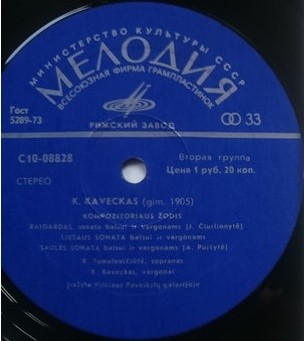 МИНИСТЕРСТВО КУЛЬТУРЫ СССР
МЕЛОДИЯ
ВСЕСОЮЗНАЯ ФИРМА ГРАМПЛАСТИНОК
Гост
5289-73
РИЖСКИЙ ЗАВОД
33
С10-08828
Вторая группа
СТЕРЕО
Цена 1 руб. 20 коп.
K. KAVECKAS (gim. 1905)
KOMPOZITORIAUS ŽODIS
RAIGARDAS, sonata balsui ir vargonams (J. Čiurlionytė)
LIETAUS SONATA balsui ir vargonams
SAULĖS SONATA balsui ir vargonams (A. Puišytė)
sopranas
K. Kaveckas, vargonai
Įrašyta Vilniaus Paveikslų galerijoje